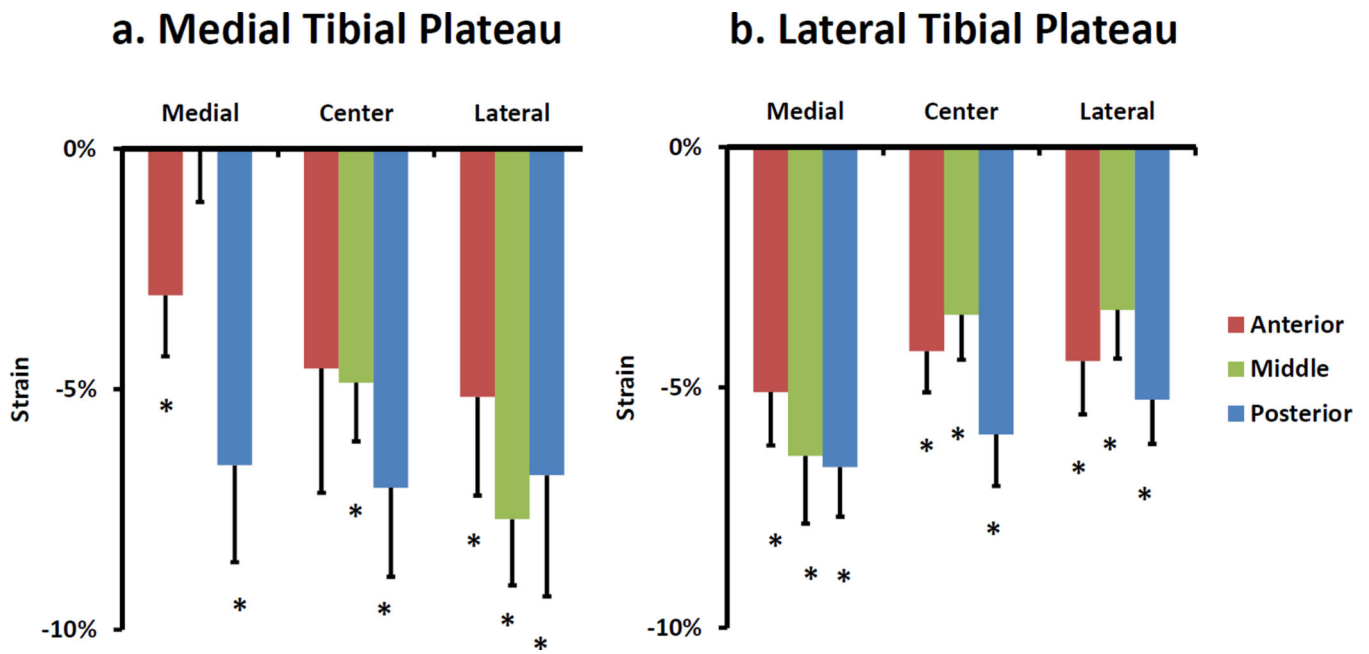 a. Medial Tibial Plateau
Medial Center Lateral
0%
-5%
-10%
Strain
* * * * * * *
b. Lateral Tibial Plateau
Medial Center Lateral
0%
-5%
-10%
Strain
* * * * * * * * *
Anterior
Middle
Posterior